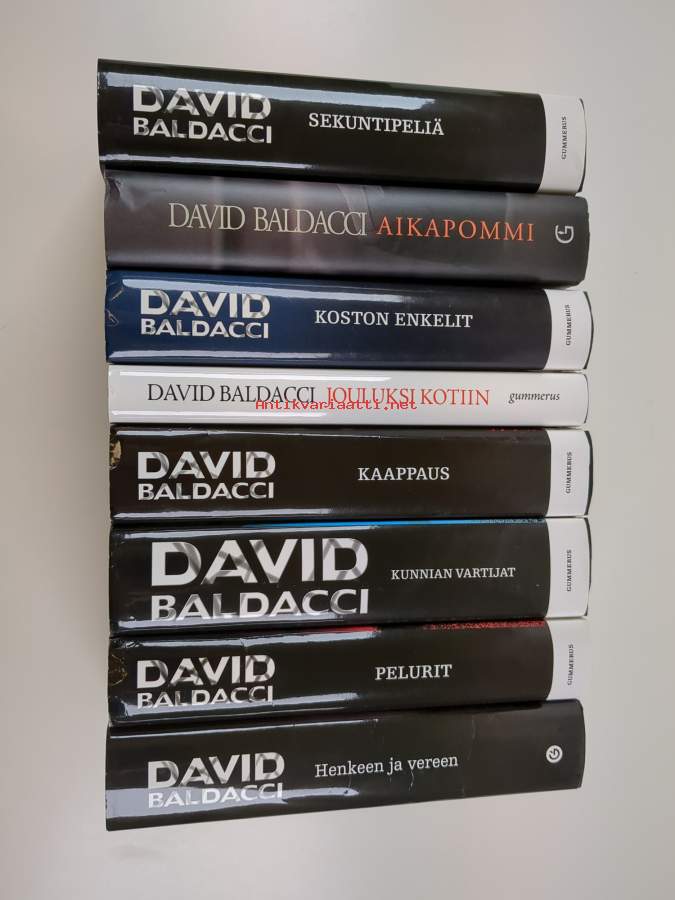 DAVID
BALDACCI
SEKUNTIPELIÄ
GUMMERUS
DAVID BALDACCI AIKAPOMMI
G
DAVID
BALDACCI
KOSTON ENKELIT
GUMMERUS
DAVID BALDACCI JOULUKSI KOTIIN gummerus
Antikvariaatti.net
DAVID
BALDACCI
KAAPPAUS
GUMMERUS
DAVID
BALDACCI
KUNNIAN VARTIJAT
GUMMERUS
DAVID
BALDACCI
PELURIT
GUMMERUS
DAVID
BALDACCI
Henkeen ja vereen
G